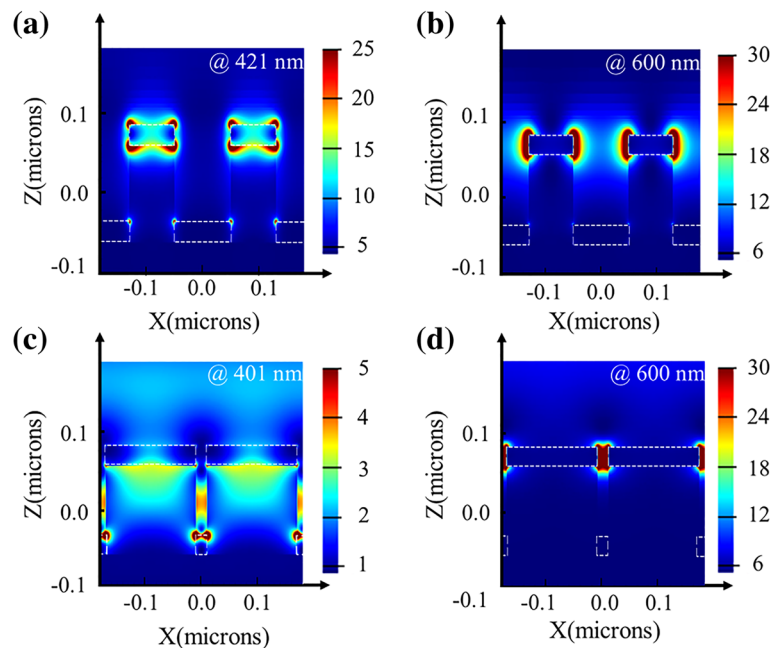 (a)
@ 421 nm
25
20
15
10
5
Z(microns)
0.1
0.0
-0.1
-0.1 0.0 0.1
X(microns)
(b)
@ 600 nm
30
24
18
12
6
Z(microns)
0.1
0.0
-0.1
-0.1 0.0 0.1
X(microns)
(c)
@ 401 nm
5
4
3
2
1
Z(microns)
0.1
0.0
-0.1
-0.1 0.0 0.1
X(microns)
(d)
@ 600 nm
30
24
18
12
6
Z(microns)
0.1
0.0
-0.1
-0.1 0.0 0.1
X(microns)